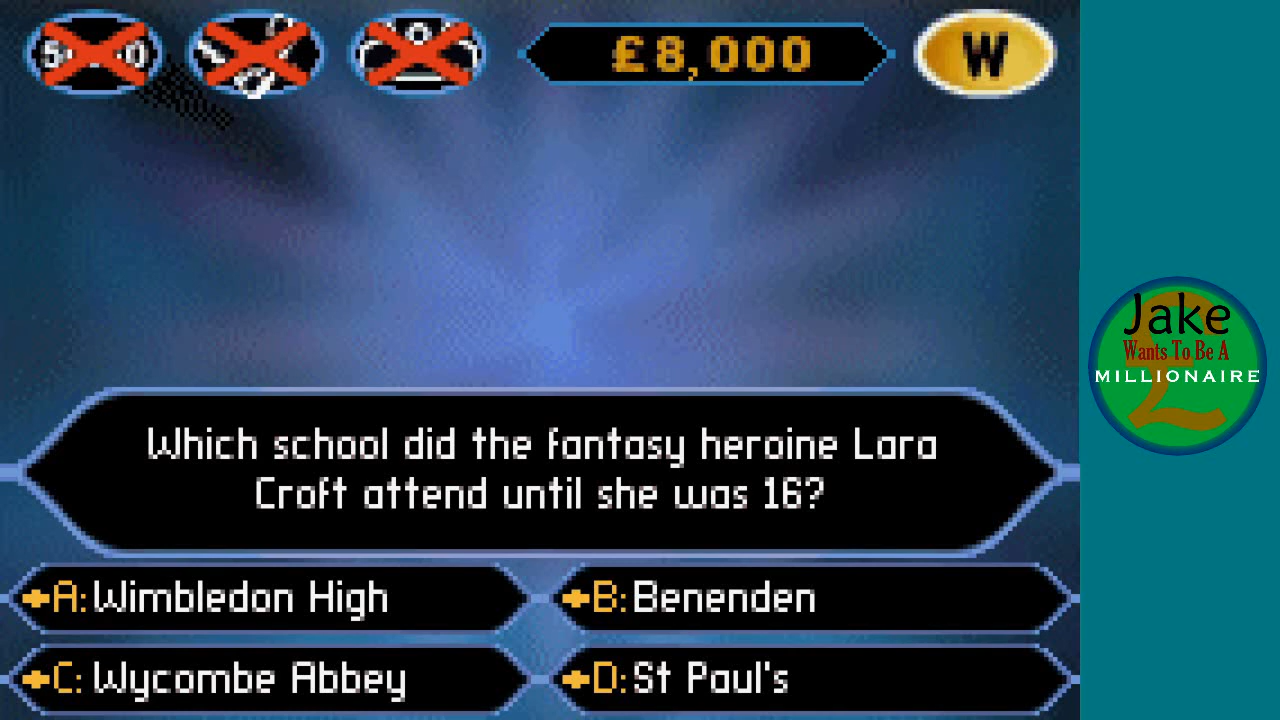 £8,000
W
Which school did the fantasy heroine Lara
Croft attend until she was 16?
A: Wimbledon High
B: Benenden
C: Wycombe Abbey
D: St Paul's
Jake
Wants To Be A
MILLIONAIRE